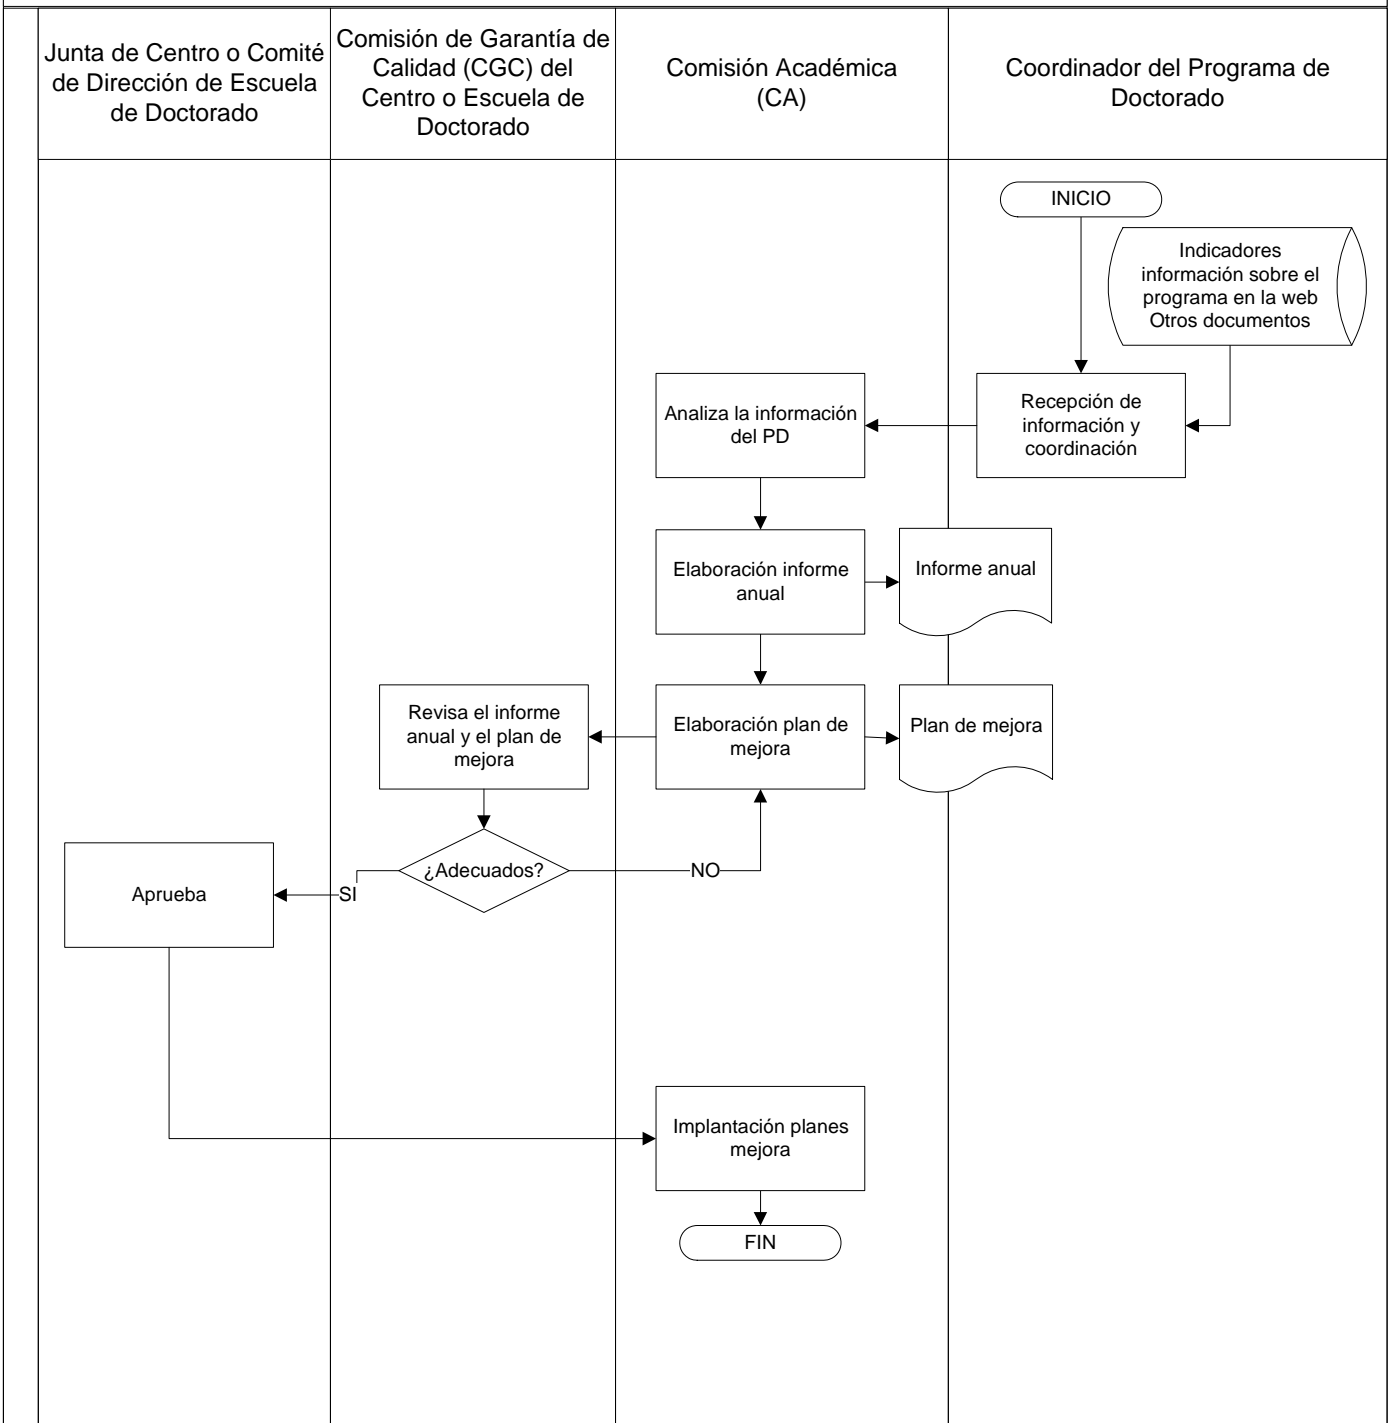 Junta de Centro o Comité
de Dirección de Escuela
de Doctorado
Comisión de Garantía de
Calidad (CGC) del
Centro o Escuela de
Doctorado
Comisión Académica
(CA)
Coordinador del Programa de
Doctorado
INICIO
Indicadores
información sobre el
programa en la web
Otros documentos
Analiza la información
del PD
Recepción de
información y
coordinación
Elaboración informe
anual
Informe anual
Revisa el informe
anual y el plan de
mejora
Elaboración plan de
mejora
Plan de mejora
Aprueba
SI
¿Adecuados?
NO
Implantación planes
mejora
FIN